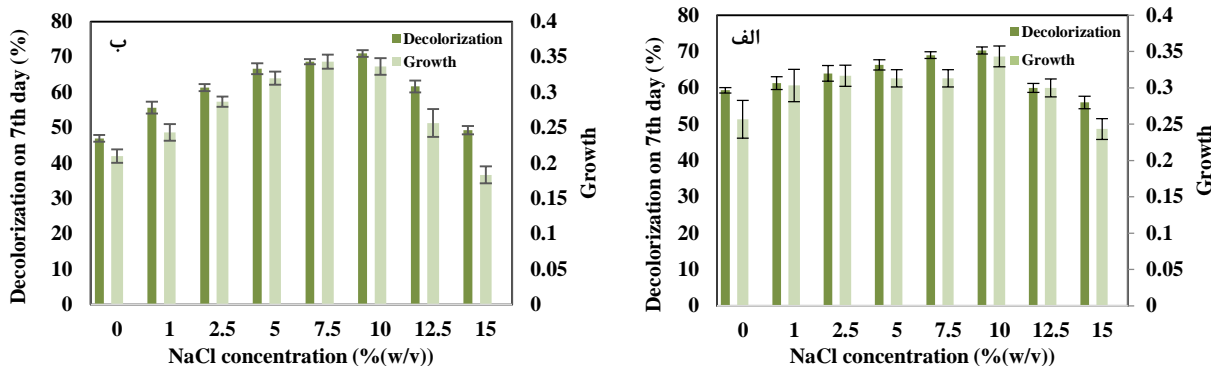 ب
Decolorization
Growth
Decolorization on 7th day (%)
80
70
60
50
40
30
20
10
0
0.4
0.35
0.3
0.25
0.2
0.15
0.1
0.05
0
Growth
0 1 2.5 5 7.5 10 12.5 15
NaCl concentration (%(w/v))
الف
Decolorization
Growth
Decolorization on 7th day (%)
80
70
60
50
40
30
20
10
0
0.4
0.35
0.3
0.25
0.2
0.15
0.1
0.05
0
Growth
0 1 2.5 5 7.5 10 12.5 15
NaCl concentration (%(w/v))